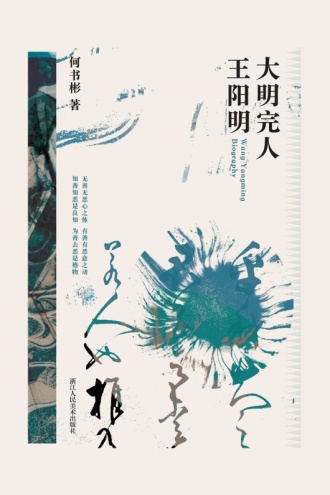 大明完人
王阳明
Wang Yangming
Biography
何书彬 著
无善无恶心之体 有善有恶意之动
知善知恶是良知 为善去恶是格物
浙江人民美术出版社